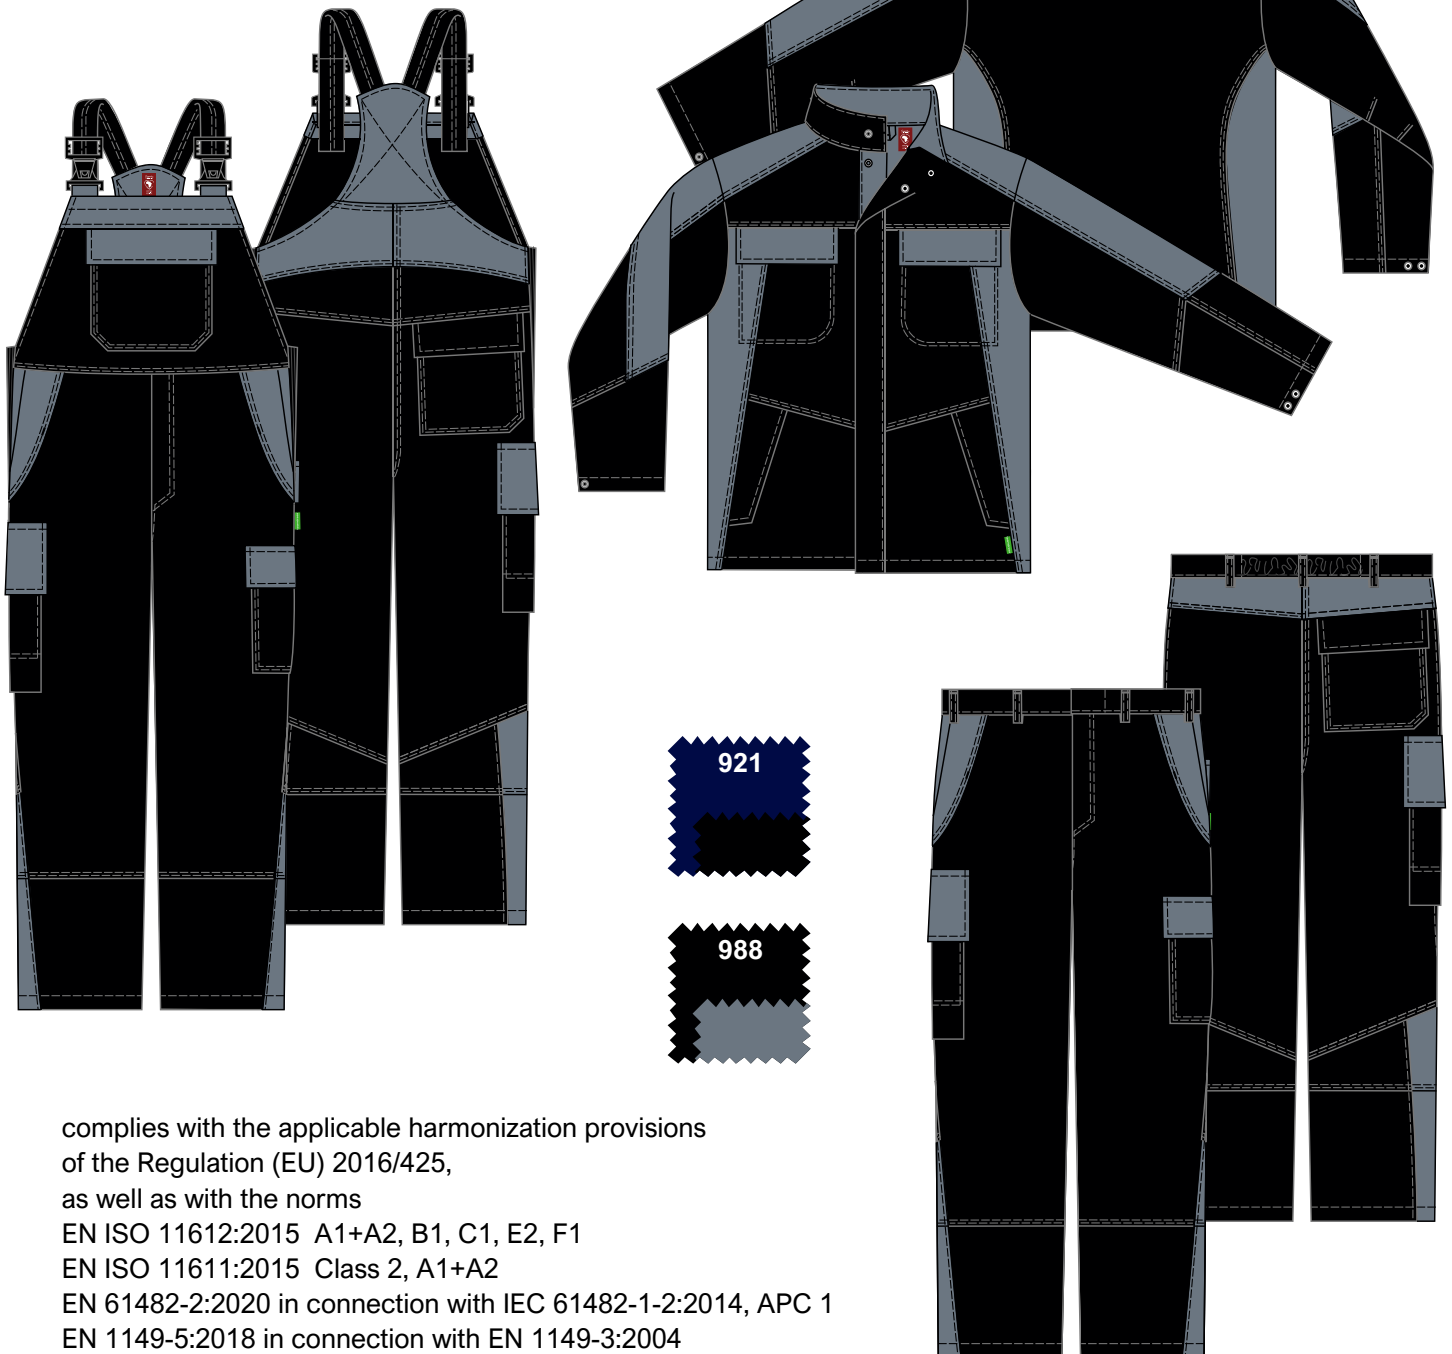 921
988
complies with the applicable harmonization provisions
of the Regulation (EU) 2016/425,
as well as with the norms
EN ISO 11612:2015  A1+A2, B1, C1, E2, F1
EN ISO 11611:2015  Class 2, A1+A2
EN 61482-2:2020 in connection with IEC 61482-1-2:2014, APC 1
EN 1149-5:2018 in connection with EN 1149-3:2004